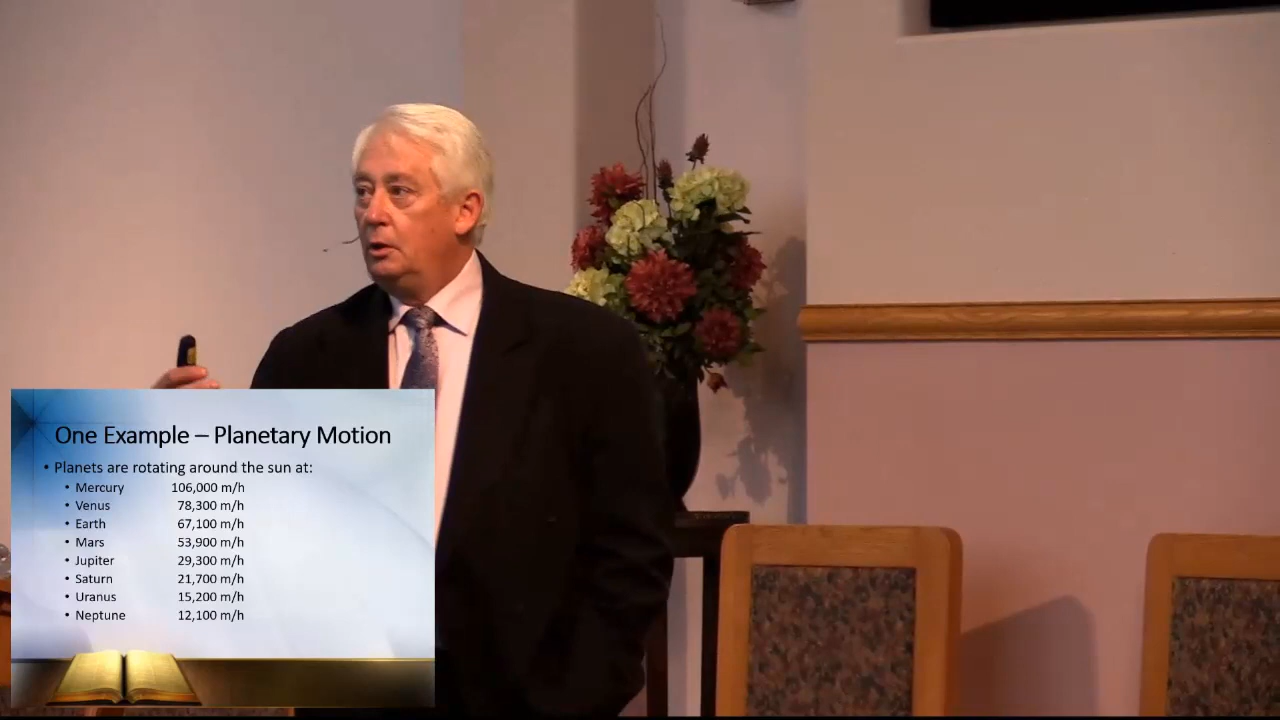 One Example – Planetary Motion
• Planets are rotating around the sun at:
• Mercury 106,000 m/h
• Venus 78,300 m/h
• Earth 67,100 m/h
• Mars 53,900 m/h
• Jupiter 29,300 m/h
• Saturn 21,700 m/h
• Uranus 15,200 m/h
• Neptune 12,100 m/h